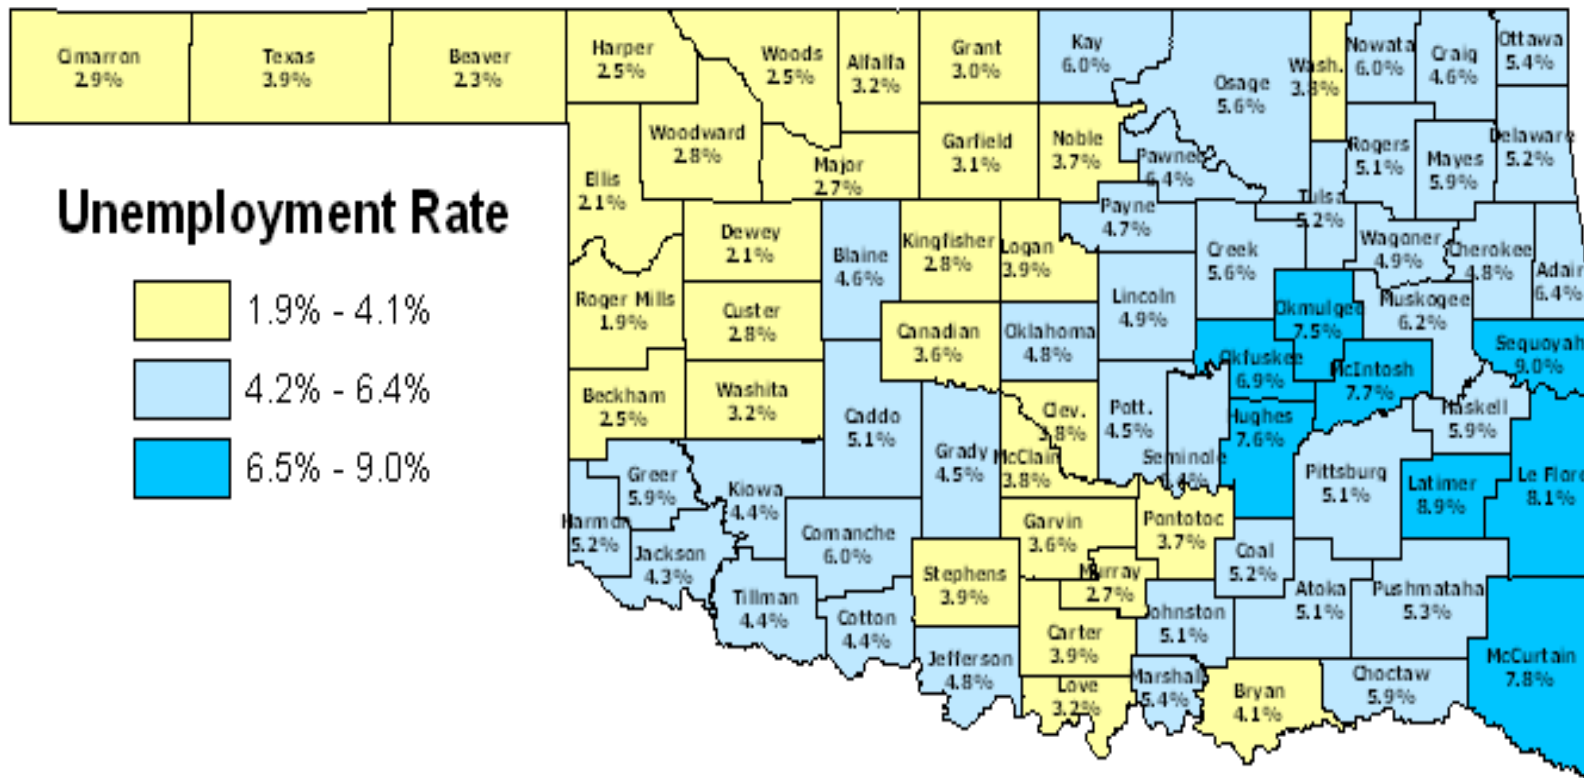 Cimarron
2.9%
Texas
3.9%
Beaver
2.3%
Harper
2.5%
Woods
2.5%
Alfalfa
3.2%
Grant
3.0%
Kay
6.0%
Osage
5.6%
Wash.
3.8%
Nowata
6.0%
Craig
4.6%
Ottawa
5.4%
Woodward
2.8%
Major
2.7%
Garfield
3.1%
Noble
3.7%
Pawnee
6.4%
Rogers
5.1%
Mayes
5.9%
Delaware
5.2%
Ellis
2.1%
Unemployment Rate
1.9% - 4.1%
4.2% - 6.4%
6.5% - 9.0%
Dewey
2.1%
Blaine
4.6%
Kingfisher
2.8%
Logan
3.9%
Payne
4.7%
Creek
5.6%
Tulsa
5.2%
Wagoner
4.9%
Cherokee
4.8%
Adair
6.4%
Roger Mills
1.9%
Custer
2.8%
Canadian
3.6%
Oklahoma
4.8%
Lincoln
4.9%
Okmulgee
7.5%
Muskogee
6.2%
Sequoyah
9.0%
Okfuskee
6.9%
McIntosh
7.7%
Beckham
2.5%
Washita
3.2%
Caddo
5.1%
Grady
4.5%
Clev.
3.8%
McClain
3.8%
Pott.
4.5%
Seminole
Hughes
7.6%
Haskell
5.9%
Pittsburg
5.1%
Latimer
8.9%
Le Flore
8.1%
Greer
5.9%
Kiowa
4.4%
Harmon
5.2%
Jackson
4.3%
Comanche
6.0%
Tillman
4.4%
Cotton
4.4%
Stephens
3.9%
Garvin
3.6%
Murray
2.7%
Pontotoc
3.7%
Coal
5.2%
Atoka
5.1%
Pushmataha
5.3%
Johnston
5.1%
Carter
3.9%
Jefferson
4.8%
Love
3.2%
Marshall
5.4%
Bryan
4.1%
Choctaw
5.9%
McCurtain
7.8%